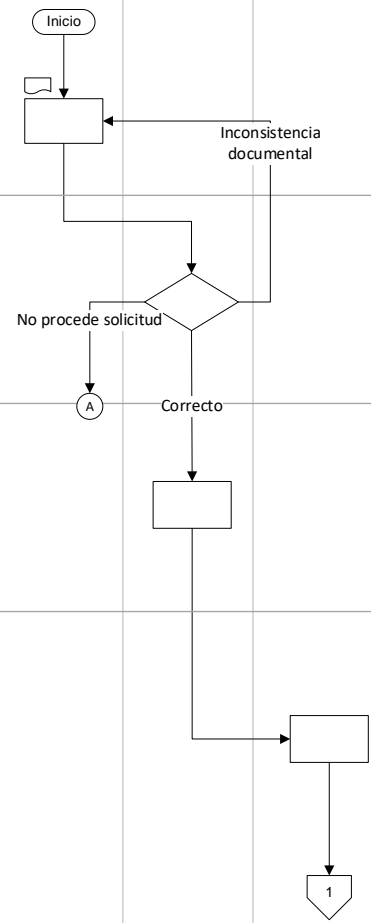 Inicio
Inconsistencia
documental
No procede solicitud
A
Correcto
1